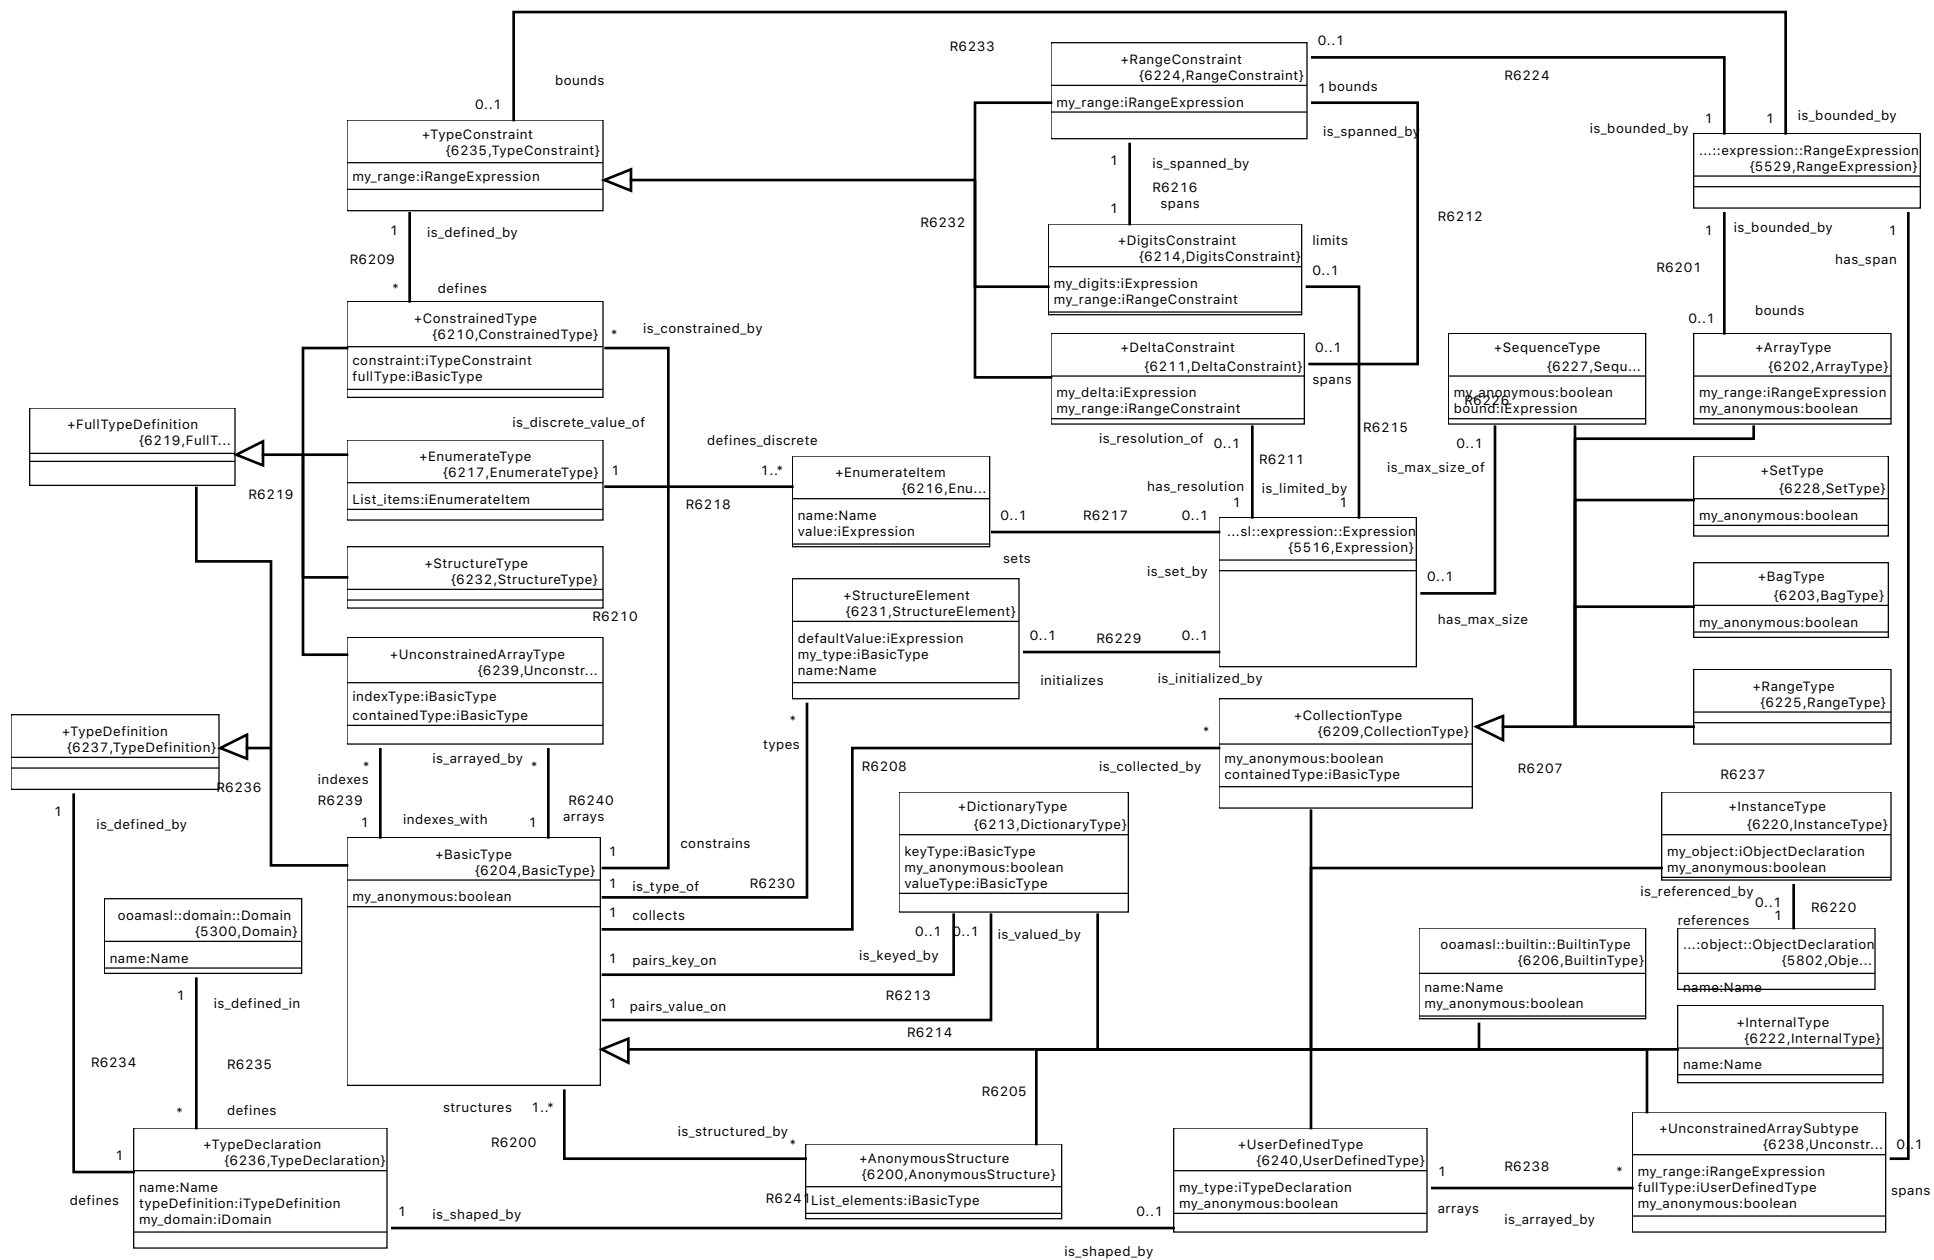 R6233
bounds
0..1
+TypeConstraint
{6235,TypeConstraint}
my_range:iRangeExpression
+RangeConstraint
{6224,RangeConstraint}
my_range:iRangeExpression
0..1
R6224
1
bounds
is_spanned_by
is_bounded_by
1
1
is_bounded_by
...::expression::RangeExpression
{5529,RangeExpression}
1
is_spanned_by
R6216
spans
1
R6232
R6212
1
is_defined_by
R6209
*
defines
+DigitsConstraint
{6214,DigitsConstraint}
my_digits:iExpression
my_range:iRangeConstraint
limits
0..1
1
is_bounded_by
R6201
0..1
bounds
1
has_span
+ConstrainedType
{6210,ConstrainedType}
constraint:iTypeConstraint
fullType:iBasicType
*
is_constrained_by
+DeltaConstraint
{6211,DeltaConstraint}
my_delta:iExpression
my_range:iRangeConstraint
0..1
spans
+SequenceType
{6227,Sequ...
my_anonymous:boolean
bound:iExpression
R6226
+ArrayType
{6202,ArrayType}
my_range:iRangeExpression
my_anonymous:boolean
+FullTypeDefinition
{6219,FullT...
R6219
is_discrete_value_of
+EnumerateType
{6217,EnumerateType}
List_items:iEnumerateItem
1
defines_discrete
1..*
R6218
+EnumerateItem
{6216,Enu...
name:Name
value:iExpression
is_resolution_of
0..1
R6211
has_resolution
1
is_limited_by
1
R6215
0..1
is_max_size_of
+SetType
{6228,SetType}
my_anonymous:boolean
0..1
R6217
0..1
sets
is_set_by
...sl::expression::Expression
{5516,Expression}
0..1
has_max_size
+StructureType
{6232,StructureType}
R6210
+BagType
{6203,BagType}
my_anonymous:boolean
+StructureElement
{6231,StructureElement}
defaultValue:iExpression
my_type:iBasicType
name:Name
0..1
R6229
0..1
initializes
is_initialized_by
+UnconstrainedArrayType
{6239,Unconstr...
indexType:iBasicType
containedType:iBasicType
+RangeType
{6225,RangeType}
+TypeDefinition
{6237,TypeDefinition}
R6236
is_arrayed_by
*
*
indexes
R6239
1
indexes_with
1
R6240
arrays
*
types
*
R6208
is_collected_by
+CollectionType
{6209,CollectionType}
my_anonymous:boolean
containedType:iBasicType
R6207
R6237
1
is_defined_by
+BasicType
{6204,BasicType}
my_anonymous:boolean
1
constrains
1
is_type_of
R6230
1
collects
1
pairs_key_on
1
pairs_value_on
+DictionaryType
{6213,DictionaryType}
keyType:iBasicType
my_anonymous:boolean
valueType:iBasicType
0..1
0..1
is_valued_by
is_keyed_by
R6213
R6214
+InstanceType
{6220,InstanceType}
my_object:iObjectDeclaration
my_anonymous:boolean
is_referenced_by
0..1
R6220
references
1
ooamasl::domain::Domain
{5300,Domain}
name:Name
ooamasl::builtin::BuiltinType
{6206,BuiltinType}
name:Name
my_anonymous:boolean
...:object::ObjectDeclaration
{5802,Obje...
name:Name
1
is_defined_in
R6234
R6235
*
defines
+InternalType
{6222,InternalType}
name:Name
structures
1..*
R6200
is_structured_by
*
R6205
+TypeDeclaration
{6236,TypeDeclaration}
name:Name
typeDefinition:iTypeDefinition
my_domain:iDomain
1
defines
+AnonymousStructure
{6200,AnonymousStructure}
List_elements:iBasicType
R6241
1
is_shaped_by
0..1
is_shaped_by
+UserDefinedType
{6240,UserDefinedType}
my_type:iTypeDeclaration
my_anonymous:boolean
1
R6238
*
arrays
is_arrayed_by
+UnconstrainedArraySubtype
{6238,Unconstr...
my_range:iRangeExpression
fullType:iUserDefinedType
my_anonymous:boolean
0..1
spans